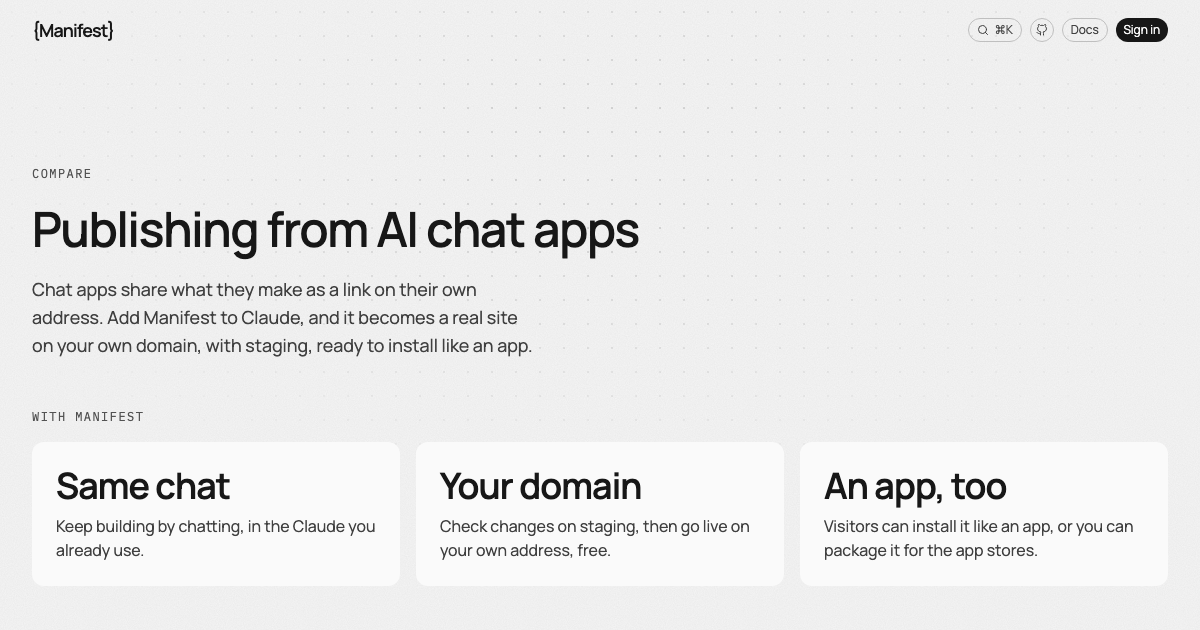 {Manifest}
⌘K
Docs
Sign in
COMPARE
Publishing from AI chat apps
Chat apps share what they make as a link on their own
address. Add Manifest to Claude, and it becomes a real site
on your own domain, with staging, ready to install like an app.
WITH MANIFEST
Same chat
Keep building by chatting, in the Claude you
already use.
Your domain
Check changes on staging, then go live on
your own address, free.
An app, too
Visitors can install it like an app, or you can
package it for the app stores.